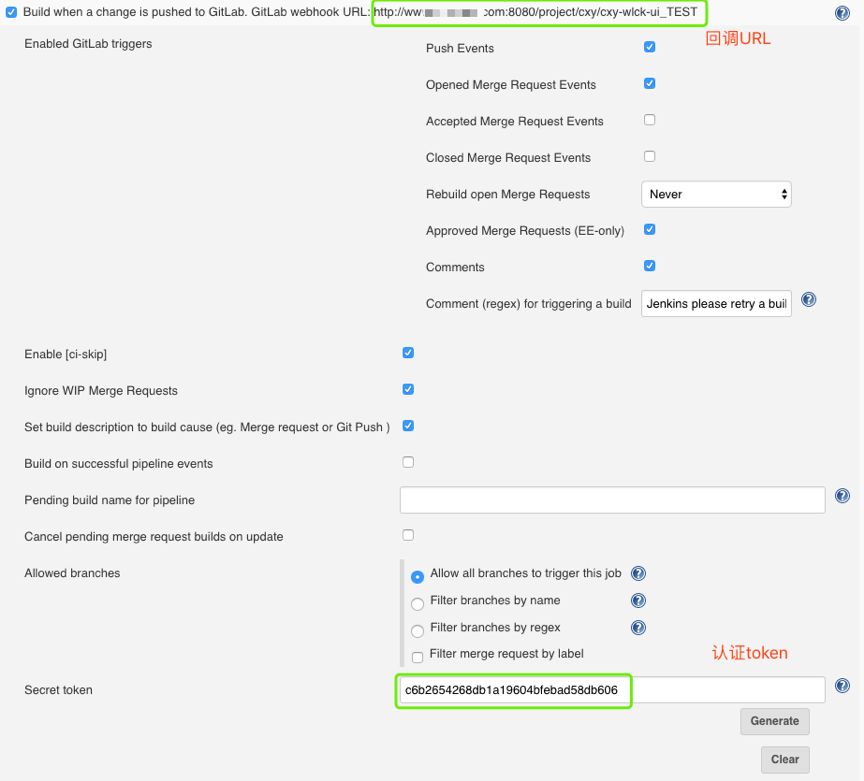 Build when a change is pushed to GitLab. GitLab webhook URL: http://ww com:8080/project/cxy/cxy-wlck-ui_TEST
回调URL
Enabled GitLab triggers
Push Events
Opened Merge Request Events
Accepted Merge Request Events
Closed Merge Request Events
Rebuild open Merge Requests Never
Approved Merge Requests (EE-only)
Comments
Comment (regex) for triggering a build Jenkins please retry a buil
Enable [ci-skip]
Ignore WIP Merge Requests
Set build description to build cause (eg. Merge request or Git Push )
Build on successful pipeline events
Pending build name for pipeline
Cancel pending merge request builds on update
Allowed branches
Allow all branches to trigger this job
Filter branches by name
Filter branches by regex
Filter merge request by label
认证token
Secret token c6b2654268db1a19604bfebad58db606
Generate
Clear